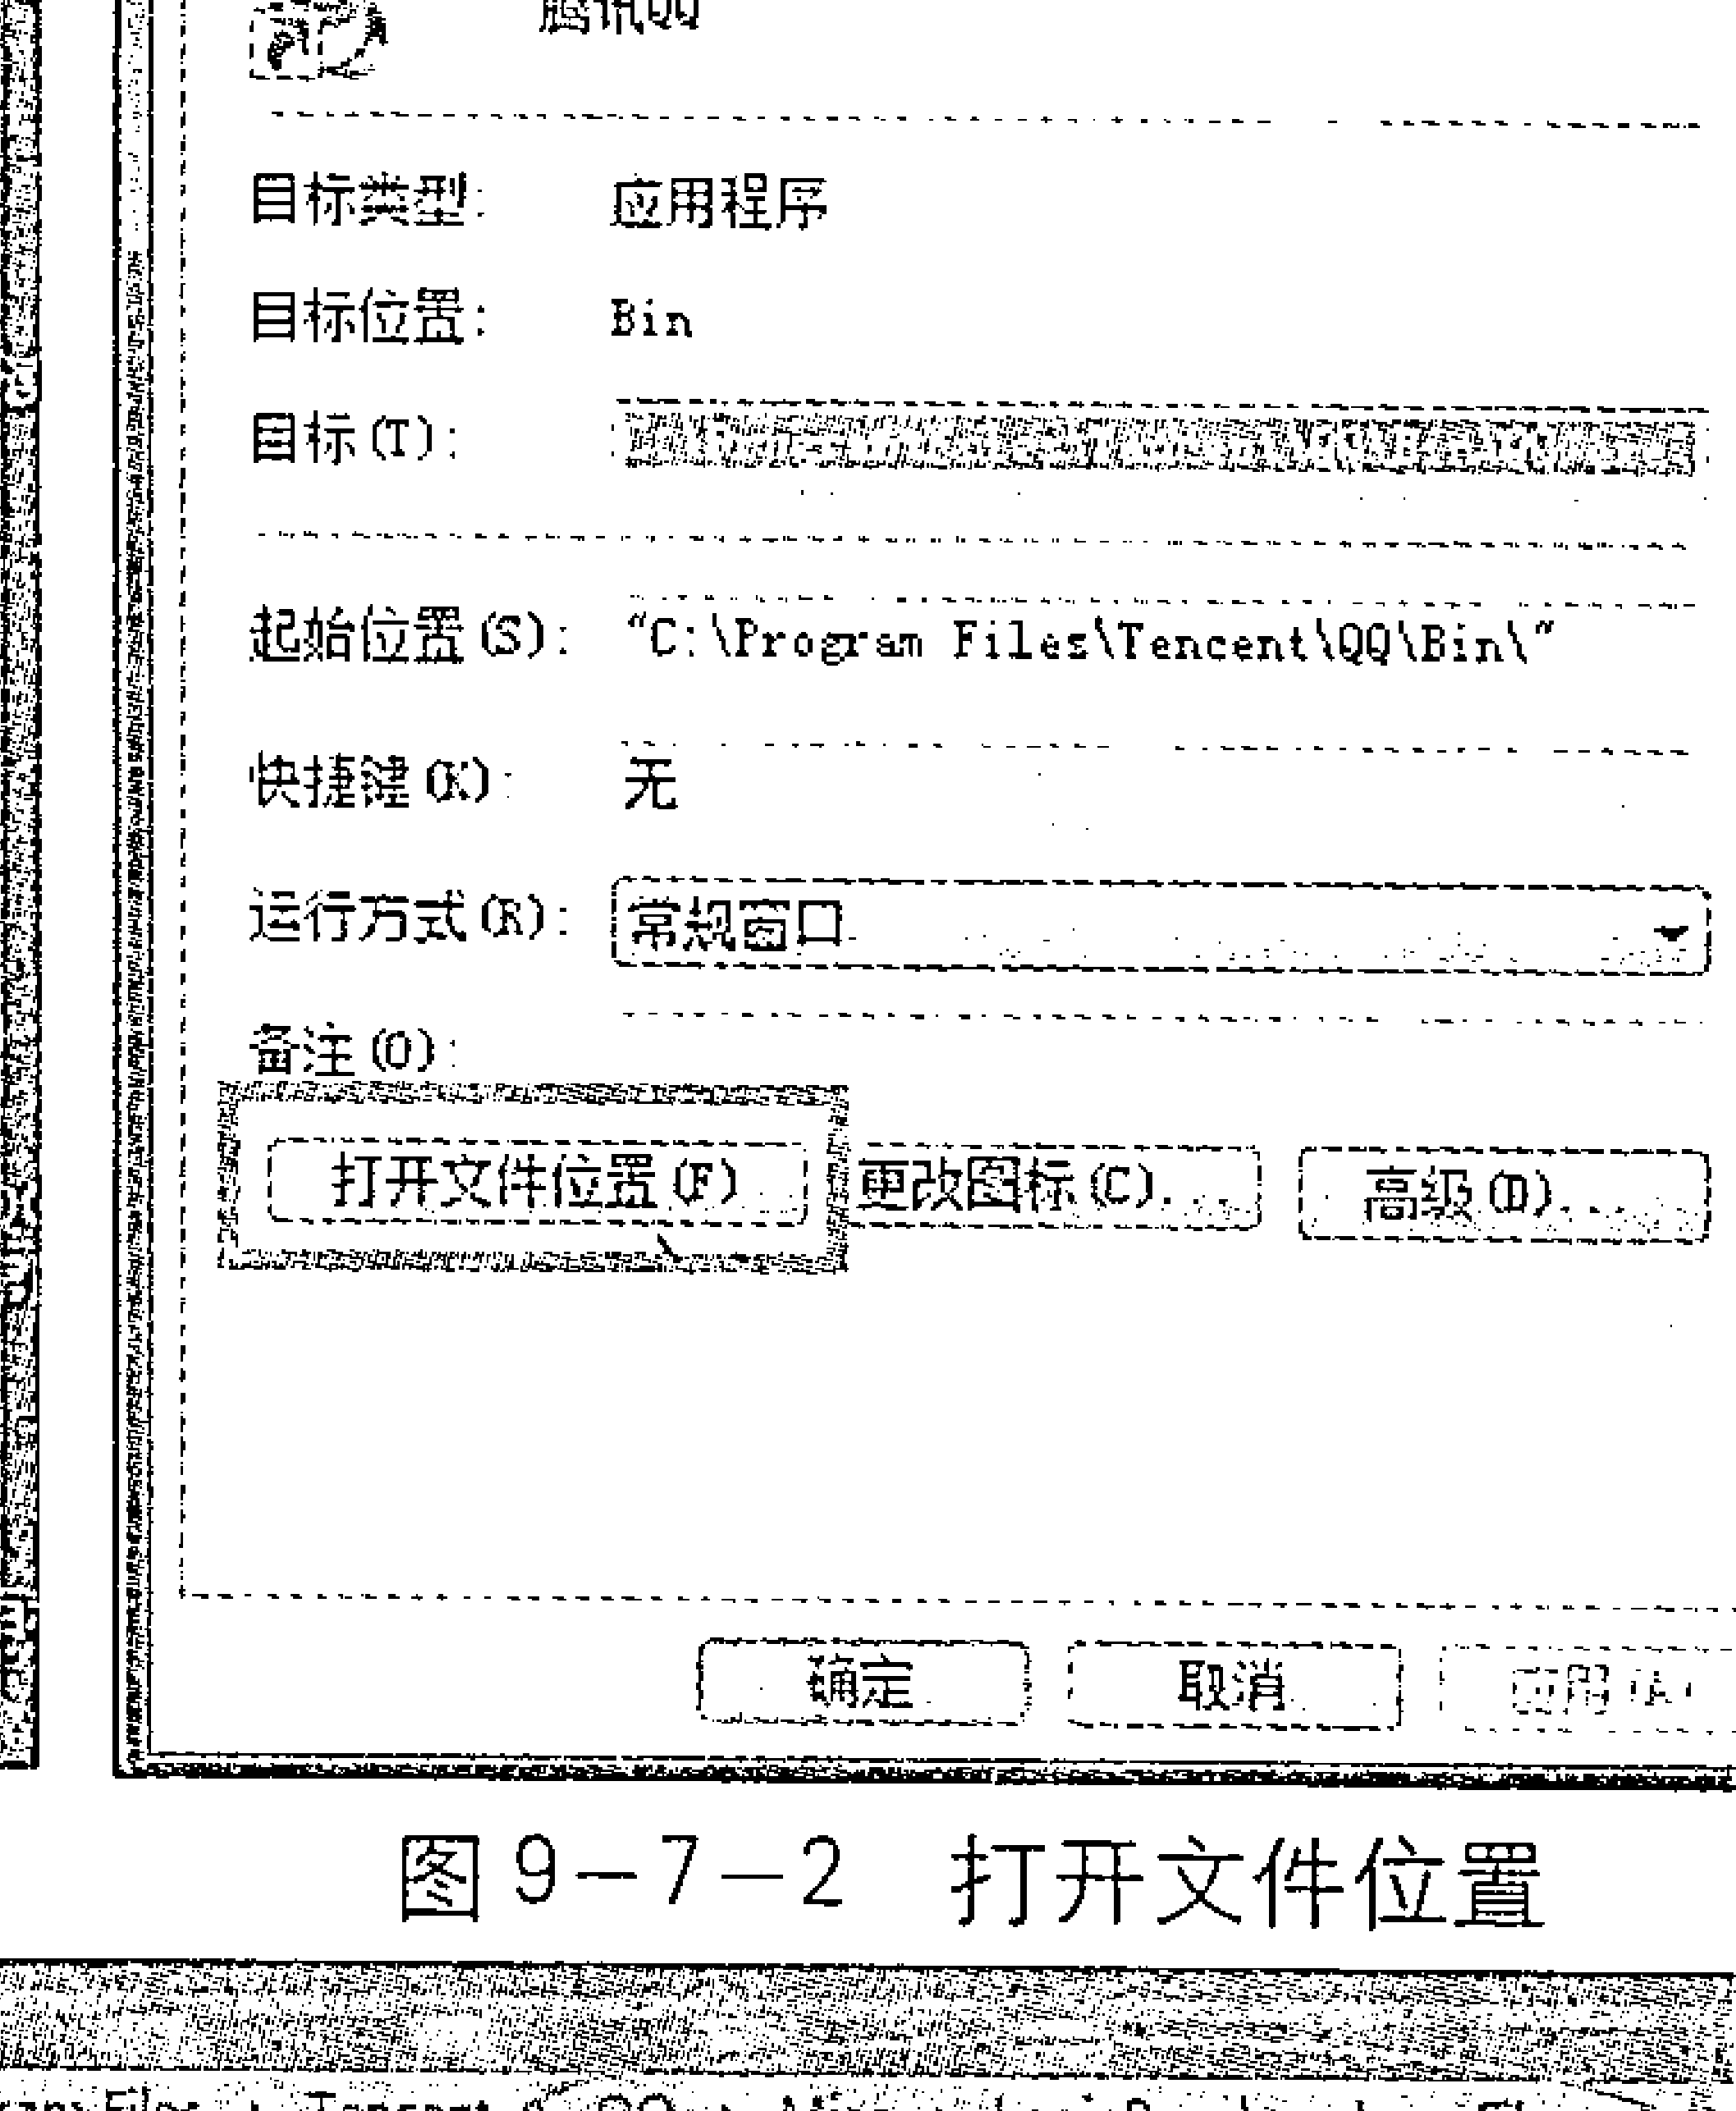 腾讯QQ
目标类型: 应用程序
目标位置: Bin
目标(T):
起始位置(S): "C:\Program Files\Tencent\QQ\Bin\"
快捷键(K): 无
运行方式(R): 常规窗口
备注(O):
打开文件位置(F) 更改图标(C)... 高级(D)...
确定 取消 应用(A)
图9-7-2 打开文件位置